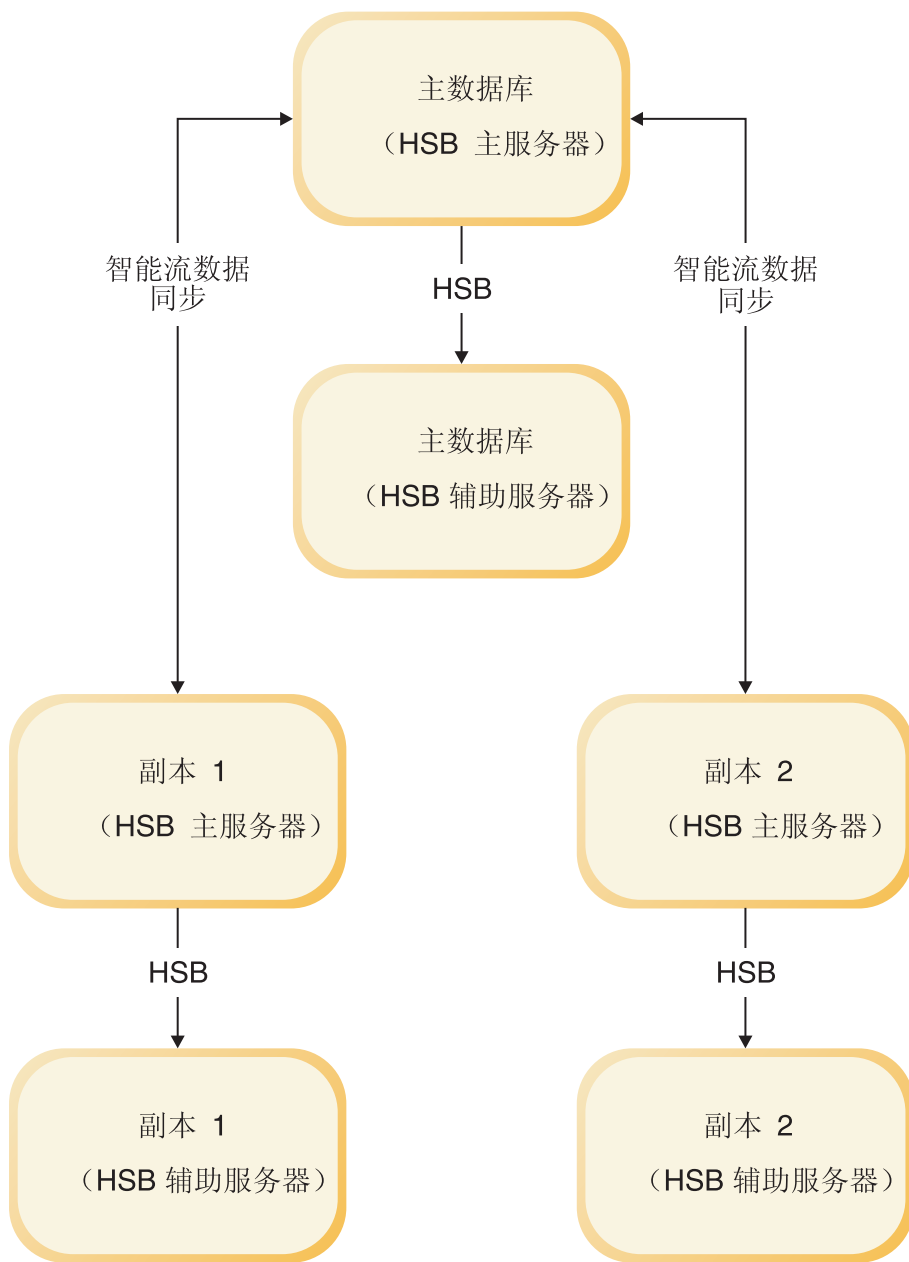 主数据库
（HSB 主服务器）
智能流数据
同步
HSB
智能流数据
同步
主数据库
（HSB 辅助服务器）
副本 1
（HSB 主服务器）
副本 2
（HSB 主服务器）
HSB
HSB
副本 1
（HSB 辅助服务器）
副本 2
（HSB 辅助服务器）